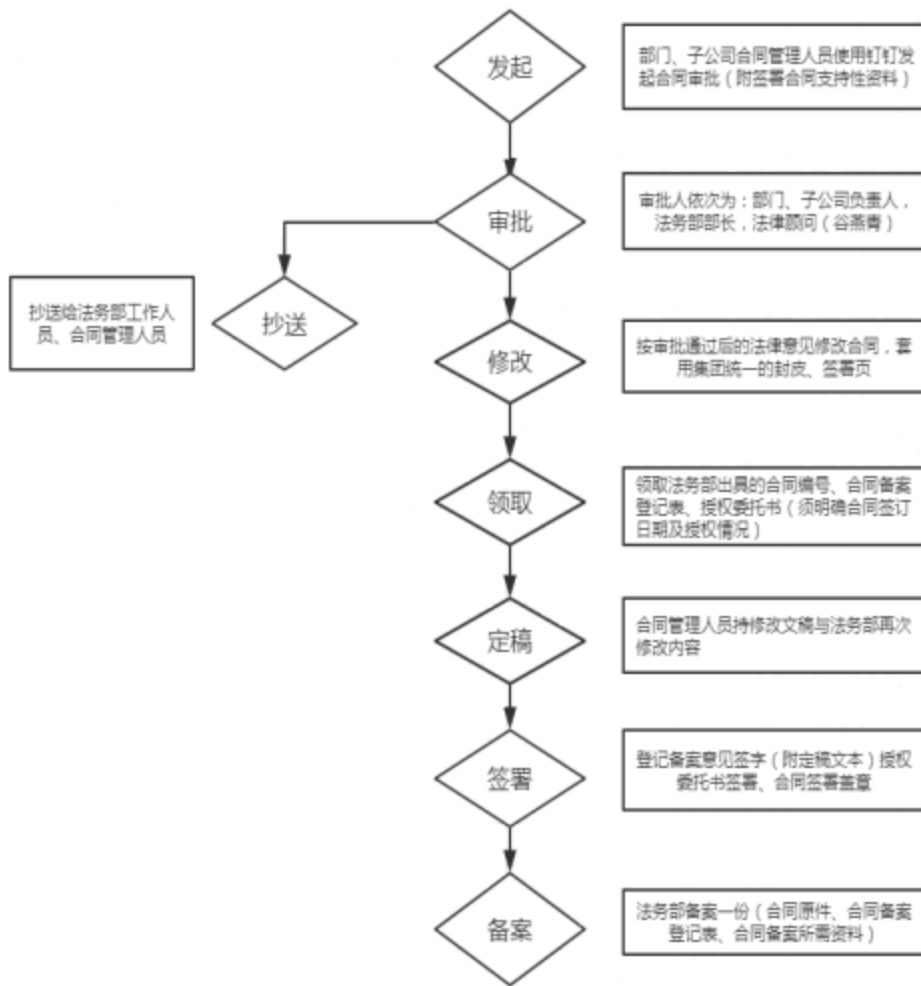 发起
部门、子公司合同管理人员使用钉钉发
起合同审批（附签署合同支持性资料）
审批
审批人依次为：部门、子公司负责人，
法务部部长，法律顾问（谷燕青）
抄送给法务部工作人
员、合同管理人员
抄送
修改
按审批通过后的法律意见修改合同，套
用集团统一的封皮、签署页
领取
领取法务部出具的合同编号、合同备案
登记表、授权委托书（须明确合同签订
日期及授权情况）
定稿
合同管理人员持修改文稿与法务部再次
修改内容
签署
登记备案意见签字（附定稿文本）授权
委托书签署、合同签署盖章
备案
法务部备案一份（合同原件、合同备案
登记表、合同备案所需资料）